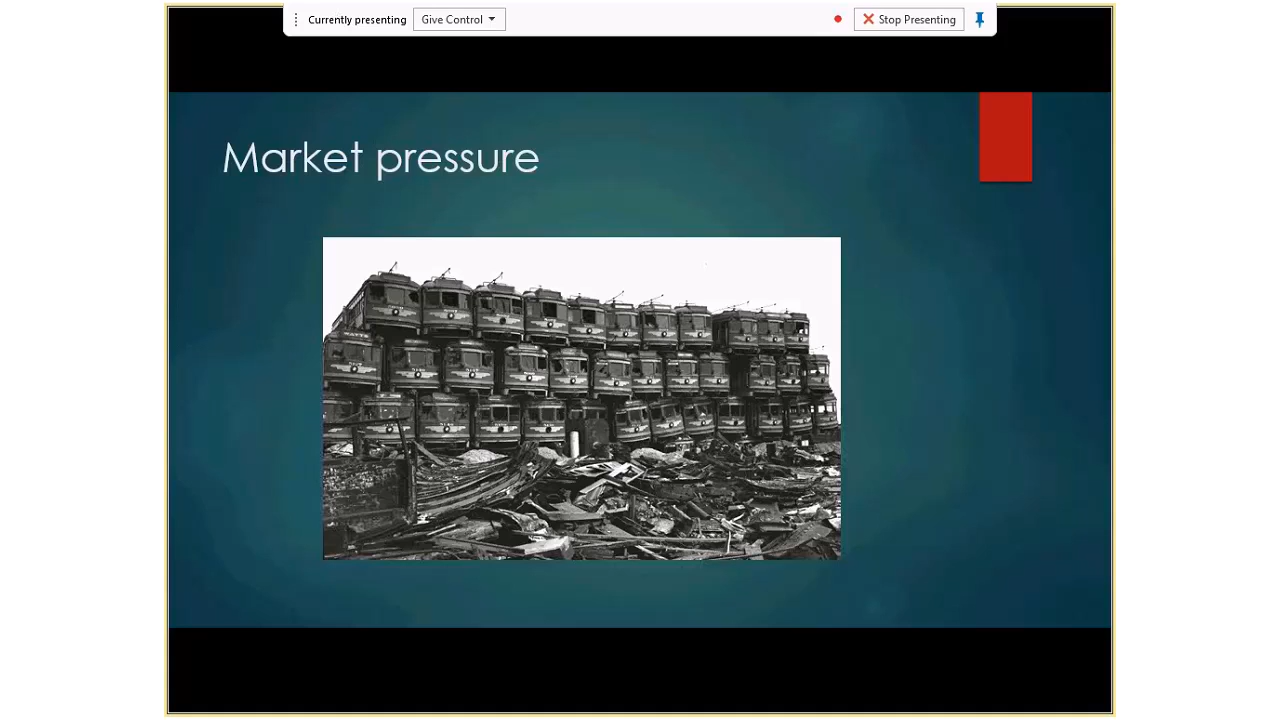 Currently presenting
Give Control
Stop Presenting
Market pressure